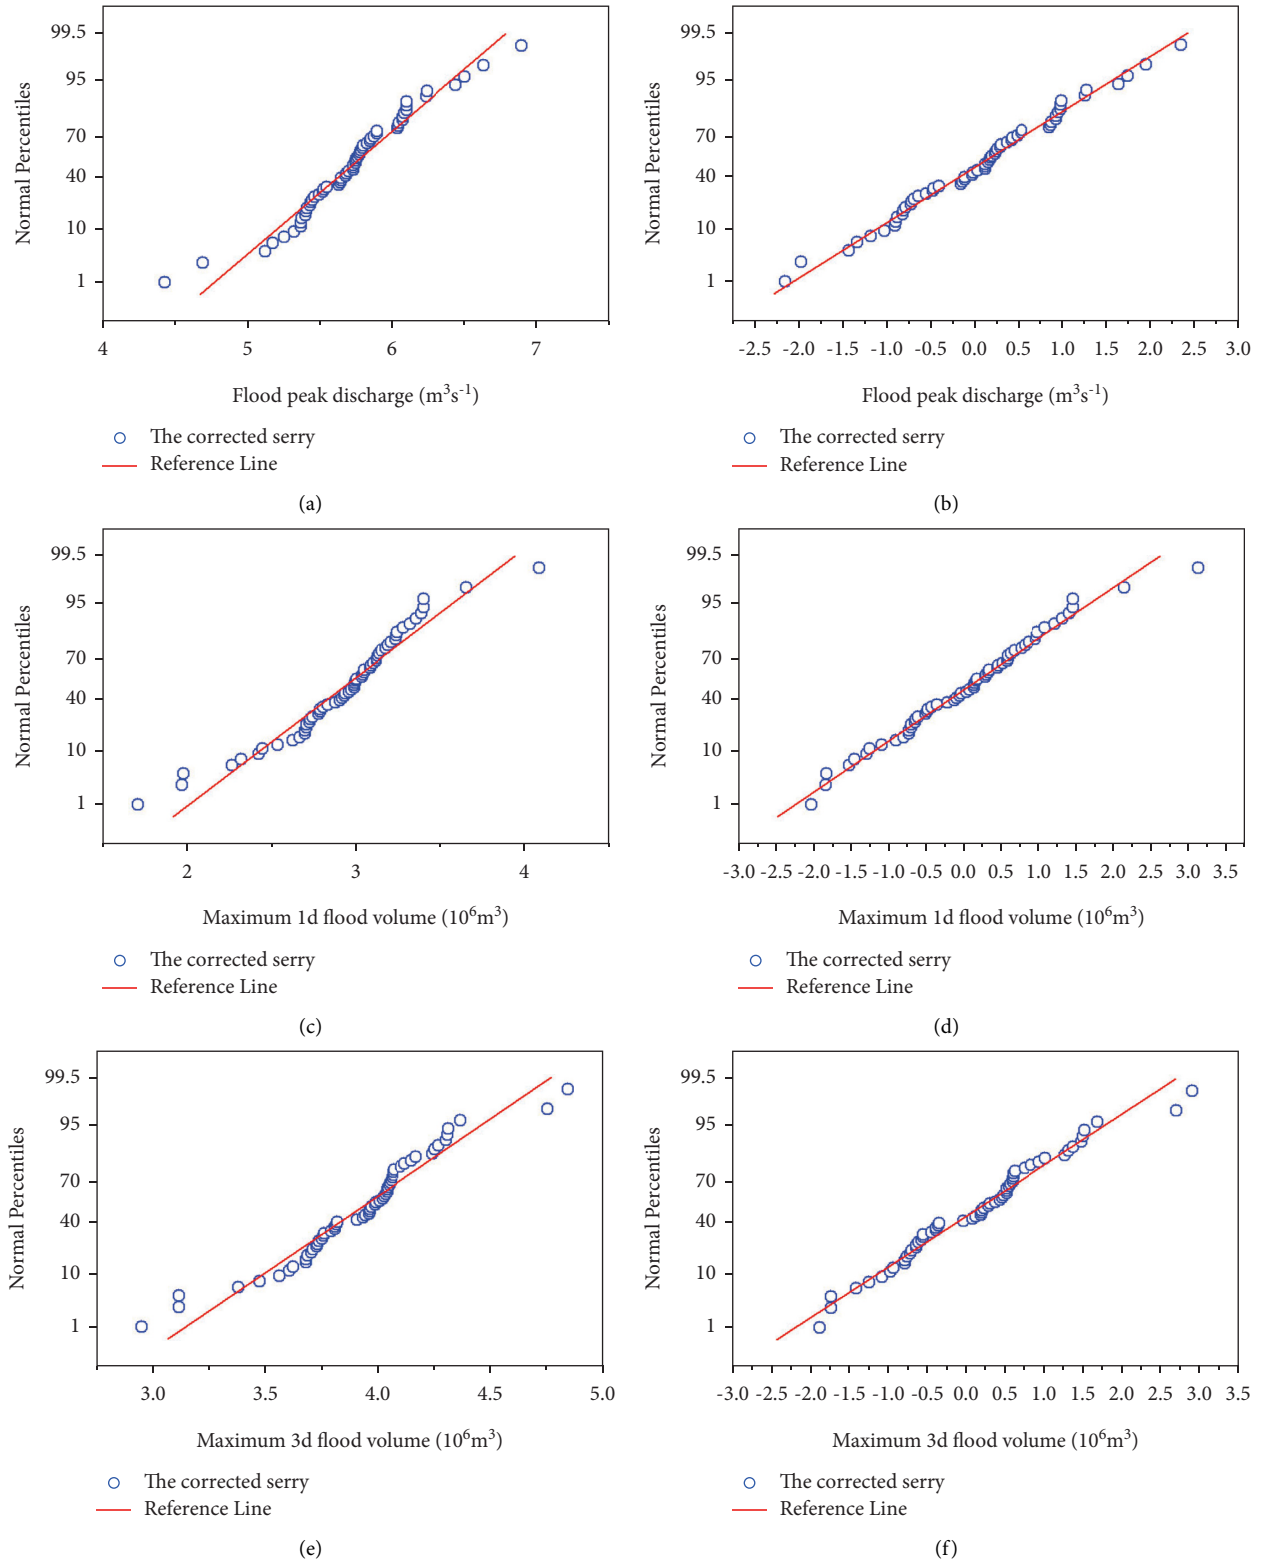 99.5
95
70
40
10
1
Normal Percentiles
4 5 6 7
Flood peak discharge (m³s⁻¹)
The corrected serry
Reference Line
(a)
99.5
95
70
40
10
1
Normal Percentiles
-2.5 -2.0 -1.5 -1.0 -0.5 0.0 0.5 1.0 1.5 2.0 2.5 3.0
Flood peak discharge (m³s⁻¹)
The corrected serry
Reference Line
(b)
99.5
95
70
40
10
1
Normal Percentiles
2 3 4
Maximum 1d flood volume (10⁶m³)
The corrected serry
Reference Line
(c)
99.5
95
70
40
10
1
Normal Percentiles
-3.0 -2.5 -2.0 -1.5 -1.0 -0.5 0.0 0.5 1.0 1.5 2.0 2.5 3.0 3.5
Maximum 1d flood volume (10⁶m³)
The corrected serry
Reference Line
(d)
99.5
95
70
40
10
1
Normal Percentiles
3.0 3.5 4.0 4.5 5.0
Maximum 3d flood volume (10⁶m³)
The corrected serry
Reference Line
(e)
99.5
95
70
40
10
1
Normal Percentiles
-3.0 -2.5 -2.0 -1.5 -1.0 -0.5 0.0 0.5 1.0 1.5 2.0 2.5 3.0 3.5
Maximum 3d flood volume (10⁶m³)
The corrected serry
Reference Line
(f)